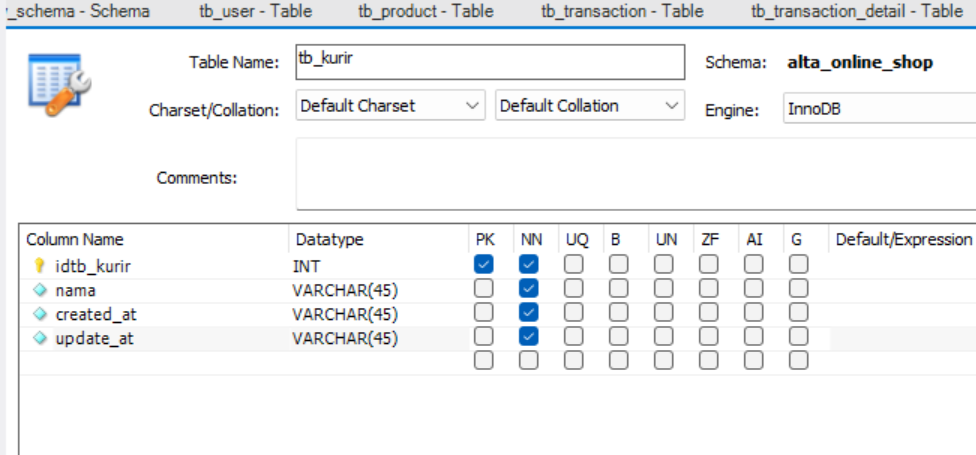 _schema - Schema tb_user - Table tb_product - Table tb_transaction - Table tb_transaction_detail - Table
Table Name: tb_kurir Schema: alta_online_shop
Charset/Collation: Default Charset Default Collation Engine: InnoDB
Comments:
Column Name Datatype PK NN UQ B UN ZF AI G Default/Expression
idtb_kurir INT
nama VARCHAR(45)
created_at VARCHAR(45)
update_at VARCHAR(45)